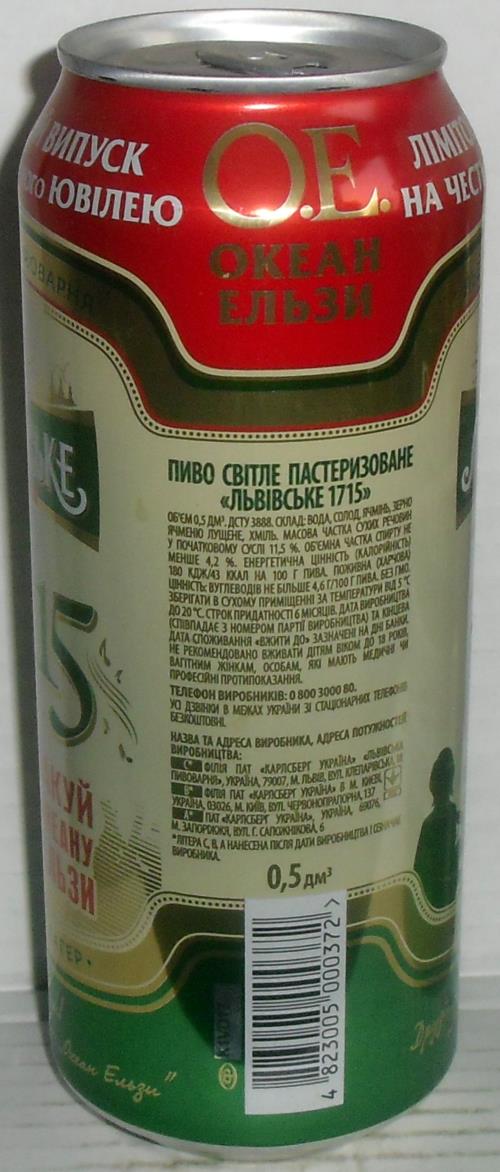 ВИПУСК
ЮВІЛЕЮ
О.Е.
НА ЧЕСТ
ОКЕАН
ЕЛЬЗИ
ПИВО СВІТЛЕ ПАСТЕРИЗОВАНЕ
«ЛЬВІВСЬКЕ 1715»
ОБ'ЄМ 0,5 ДМ³. ДСТУ 3888. СКЛАД: ВОДА, СОЛОД, ЯЧМІНЬ, ЗЕРНО
ЯЧМЕНЮ ЛУЩЕНЕ, ХМІЛЬ. МАСОВА ЧАСТКА СУХИХ РЕЧОВИН
У ПОЧАТКОВОМУ СУСЛІ 11,5 %. ОБ'ЄМНА ЧАСТКА СПИРТУ НЕ
МЕНШЕ 4,2 %. ЕНЕРГЕТИЧНА ЦІННІСТЬ (КАЛОРІЙНІСТЬ)
180 КДЖ/43 ККАЛ НА 100 Г ПИВА. ПОЖИВНА (ХАРЧОВА)
ЦІННІСТЬ: ВУГЛЕВОДІВ НЕ БІЛЬШЕ 4,6 Г/100 Г ПИВА. БЕЗ ГМО.
ЗБЕРІГАТИ В СУХОМУ ПРИМІЩЕННІ ЗА ТЕМПЕРАТУРИ ВІД 5 °С
ДО 20 °С. СТРОК ПРИДАТНОСТІ 6 МІСЯЦІВ. ДАТА ВИРОБНИЦТВА
(СПІВПАДАЄ З НОМЕРОМ ПАРТІЇ ВИРОБНИЦТВА) ТА КІНЦЕВА
ДАТА СПОЖИВАННЯ «ВЖИТИ ДО» ЗАЗНАЧЕНІ НА ДНІ БАНКИ.
НЕ РЕКОМЕНДОВАНО ВЖИВАТИ ДІТЯМ ВІКОМ ДО 18 РОКІВ,
ВАГІТНИМ ЖІНКАМ, ОСОБАМ, ЯКІ МАЮТЬ МЕДИЧНІ ЧИ
ПРОФЕСІЙНІ ПРОТИПОКАЗАННЯ.
ТЕЛЕФОН ВИРОБНИКІВ: 0 800 3000 80.
УСІ ДЗВІНКИ В МЕЖАХ УКРАЇНИ ЗІ СТАЦІОНАРНИХ ТЕЛЕФОНІВ
БЕЗКОШТОВНІ.
НАЗВА ТА АДРЕСА ВИРОБНИКА, АДРЕСА ПОТУЖНОСТЕЙ
ВИРОБНИЦТВА:
"С" ФІЛІЯ ПАТ «КАРЛСБЕРГ УКРАЇНА» «ЛЬВІВСЬКА
ПИВОВАРНЯ», УКРАЇНА, 79007, М. ЛЬВІВ, ВУЛ. КЛЕПАРІВСЬКА, 18
"В" ФІЛІЯ ПАТ «КАРЛСБЕРГ УКРАЇНА» В М. КИЄВІ,
УКРАЇНА, 03026, М. КИЇВ, ВУЛ. ЧЕРВОНОПРАПОРНА, 137
"А" ПАТ «КАРЛСБЕРГ УКРАЇНА», УКРАЇНА, 69076,
М. ЗАПОРІЖЖЯ, ВУЛ. Г. САПОЖНІКОВА, 6
*ЛІТЕРА С, В, А НАНЕСЕНА ПІСЛЯ ДАТИ ВИРОБНИЦТВА І ОЗНАЧАЄ
ВИРОБНИКА.
0,5 дм³
4 823005 000372 >
ЬКЕ
15
"Океан Ельзи"